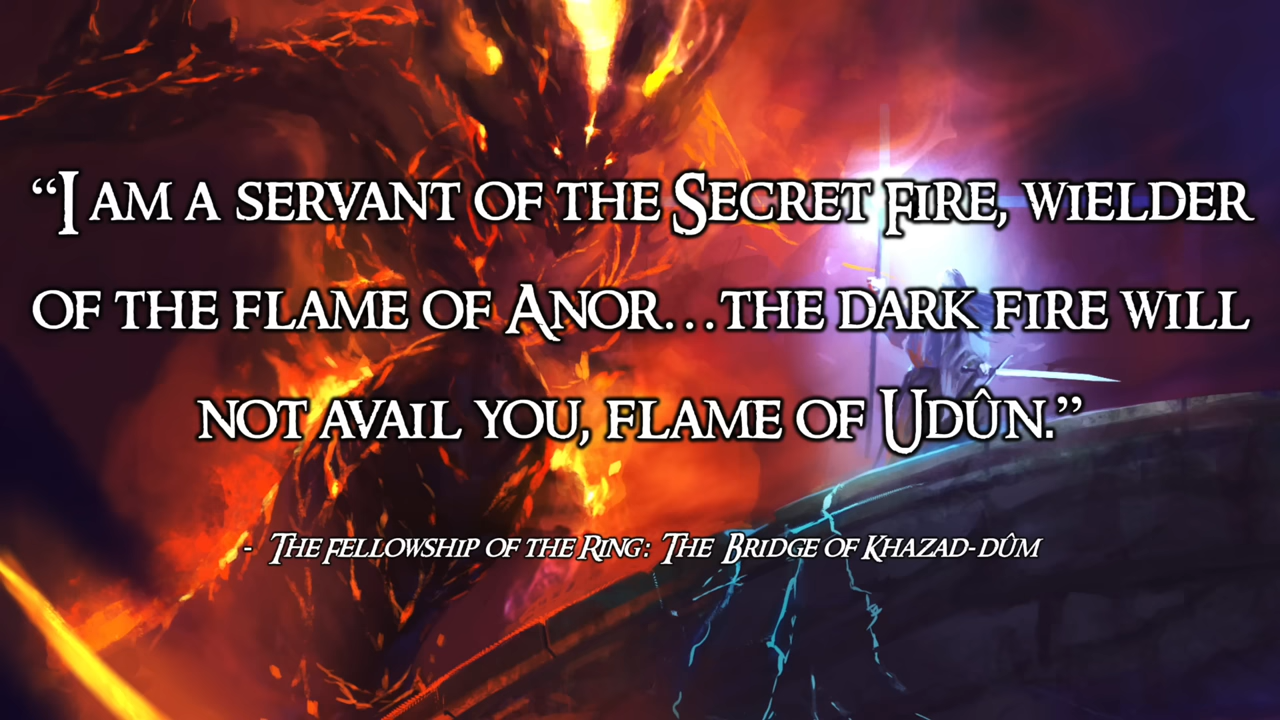 “I am a servant of the Secret Fire, wielder
of the flame of Anor...the dark fire will
not avail you, flame of Udûn.”
- The Fellowship of the Ring: The Bridge of Khazad-dûm